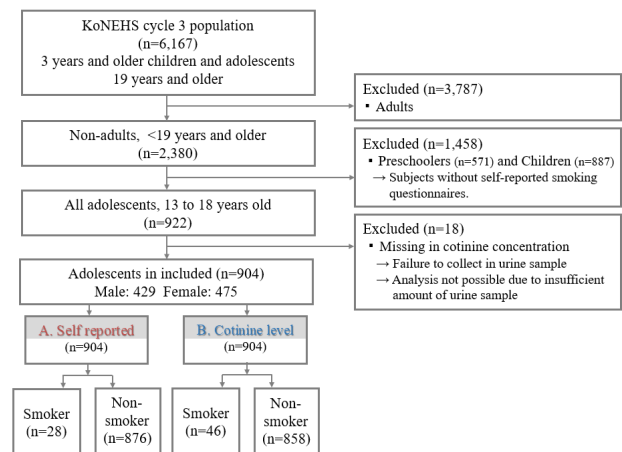 KoNEHS cycle 3 population
(n=6,167)
3 years and older children and adolescents
19 years and older
Excluded (n=3,787)
▪ Adults
Non-adults, <19 years and older
(n=2,380)
Excluded (n=1,458)
▪ Preschoolers (n=571) and Children (n=887)
→ Subjects without self-reported smoking
questionnaires.
All adolescents, 13 to 18 years old
(n=922)
Excluded (n=18)
▪ Missing in cotinine concentration
→ Failure to collect in urine sample
→ Analysis not possible due to insufficient
amount of urine sample
Adolescents in included (n=904)
Male: 429 Female: 475
A. Self reported
(n=904)
B. Cotinine level
(n=904)
Smoker
(n=28)
Non-
smoker
(n=876)
Smoker
(n=46)
Non-
smoker
(n=858)